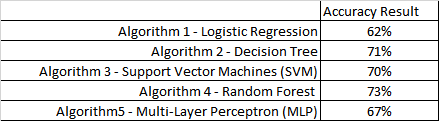 Accuracy Result
Algorithm 1 - Logistic Regression 62%
Algorithm 2 - Decision Tree 71%
Algorithm 3 - Support Vector Machines (SVM) 70%
Algorithm 4 - Random Forest 73%
Algorithm5 - Multi-Layer Perceptron (MLP) 67%